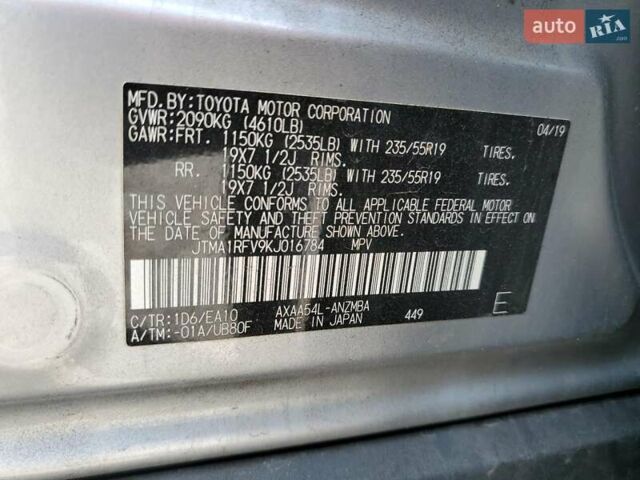 auto RIA
.com
MFD. BY: TOYOTA MOTOR CORPORATION
GVWR: 2090KG (4610LB) 04/19
GAWR: FRT. 1150KG (2535LB) WITH 235/55R19 TIRES.
19X7 1/2J RIMS.
RR. 1150KG (2535LB) WITH 235/55R19 TIRES.
19X7 1/2J RIMS.
THIS VEHICLE CONFORMS TO ALL APPLICABLE FEDERAL MOTOR
VEHICLE SAFETY AND THEFT PREVENTION STANDARDS IN EFFECT ON
THE DATE OF MANUFACTURE SHOWN ABOVE.
JTMA1RFV9KJ016784 MPV
C/TR: 1D6/EA10 AXAA54L-ANZMBA 449 E
A/TM: -01A/UB80F MADE IN JAPAN